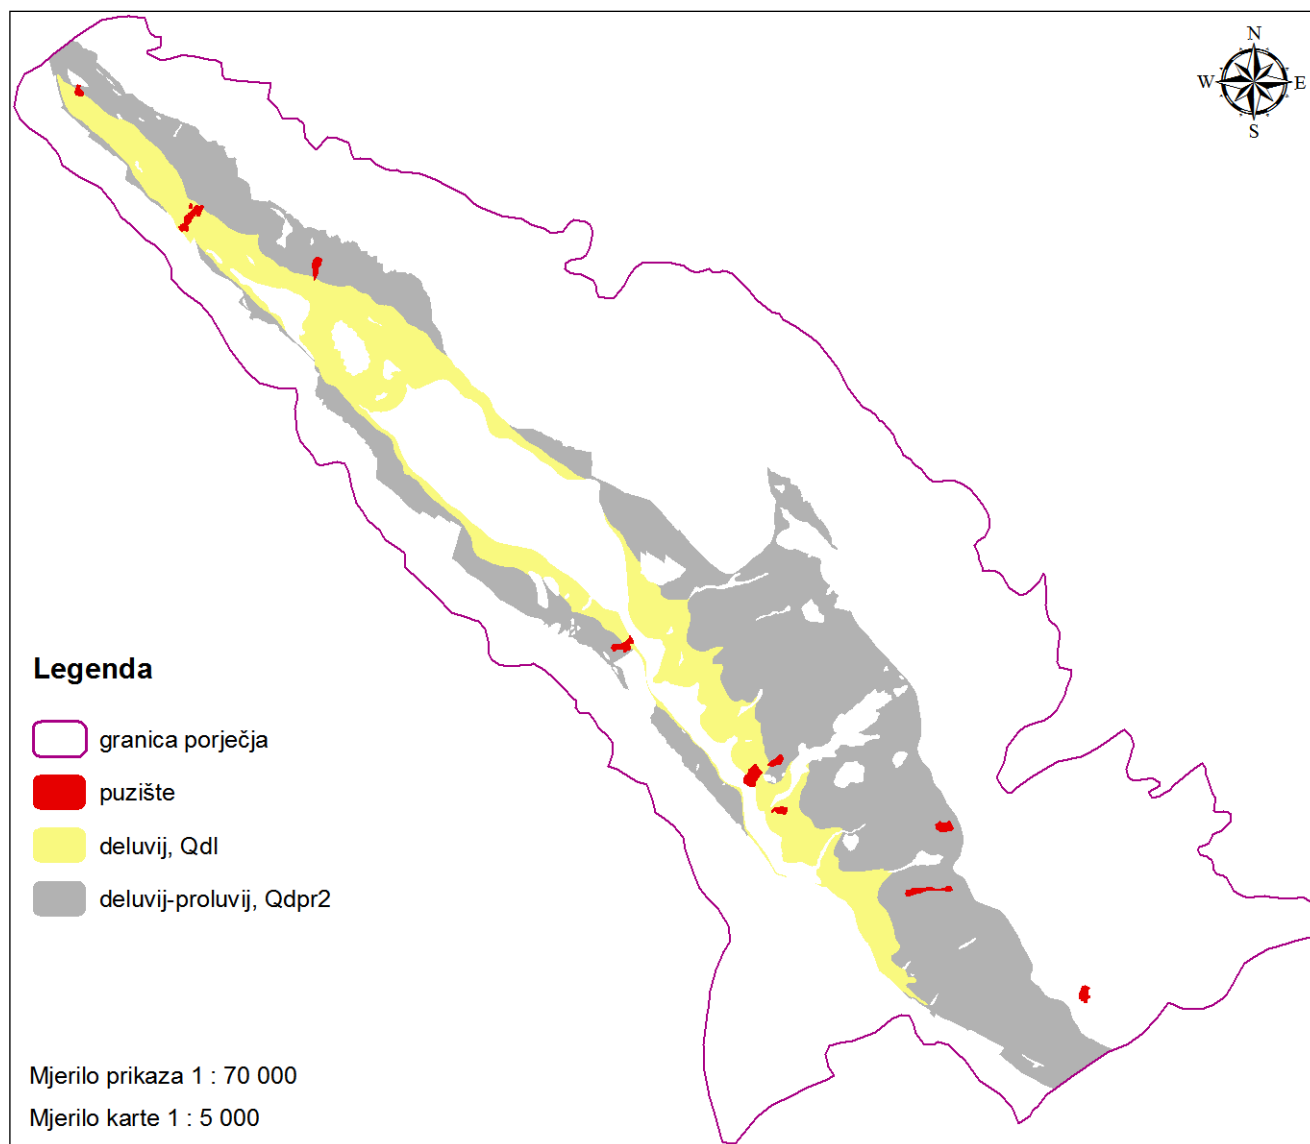 N
W E
S
Legenda
granica porječja
puzište
deluvij, Qdl
deluvij-proluvij, Qdpr2
Mjerilo prikaza 1 : 70 000
Mjerilo karte 1 : 5 000